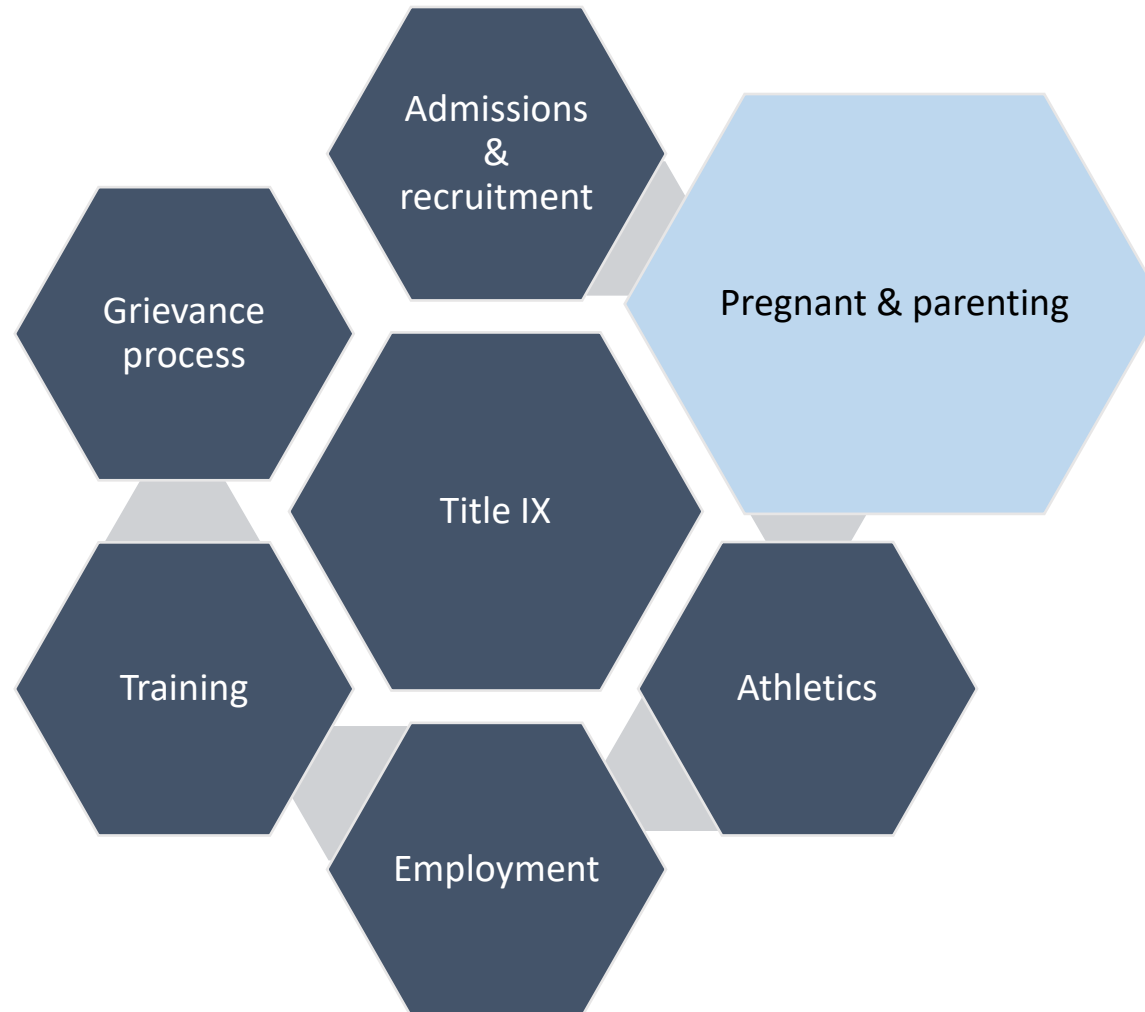 Admissions
&
recruitment
Pregnant & parenting
Grievance
process
Title IX
Training
Athletics
Employment